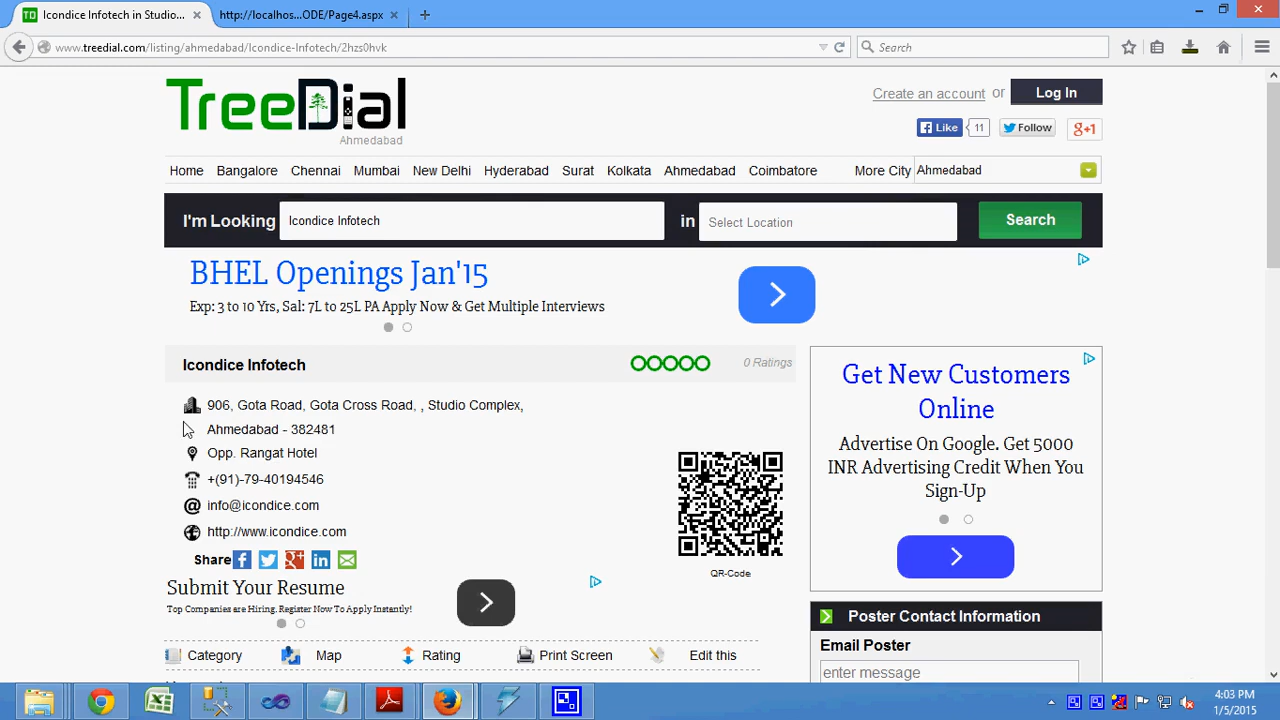 Icondice Infotech in Studio...
http://localhos...ODE/Page4.aspx
www.treedial.com/listing/ahmedabad/Icondice-Infotech/2hzs0hvk
Search
TreeDial
Ahmedabad
Create an account or Log In
Like 11 Follow g+1
Home Bangalore Chennai Mumbai New Delhi Hyderabad Surat Kolkata Ahmedabad Coimbatore More City Ahmedabad
I'm Looking Icondice Infotech in Select Location Search
BHEL Openings Jan'15
Exp: 3 to 10 Yrs, Sal: 7L to 25L PA Apply Now & Get Multiple Interviews
Icondice Infotech 0 Ratings
906, Gota Road, Gota Cross Road, , Studio Complex,
Ahmedabad - 382481
Opp. Rangat Hotel
+(91)-79-40194546
info@icondice.com
http://www.icondice.com
Share
QR-Code
Submit Your Resume
Top Companies are Hiring. Register Now To Apply Instantly!
Category Map Rating Print Screen Edit this
Get New Customers
Online
Advertise On Google. Get 5000
INR Advertising Credit When You
Sign-Up
Poster Contact Information
Email Poster
enter message
4:03 PM
1/5/2015